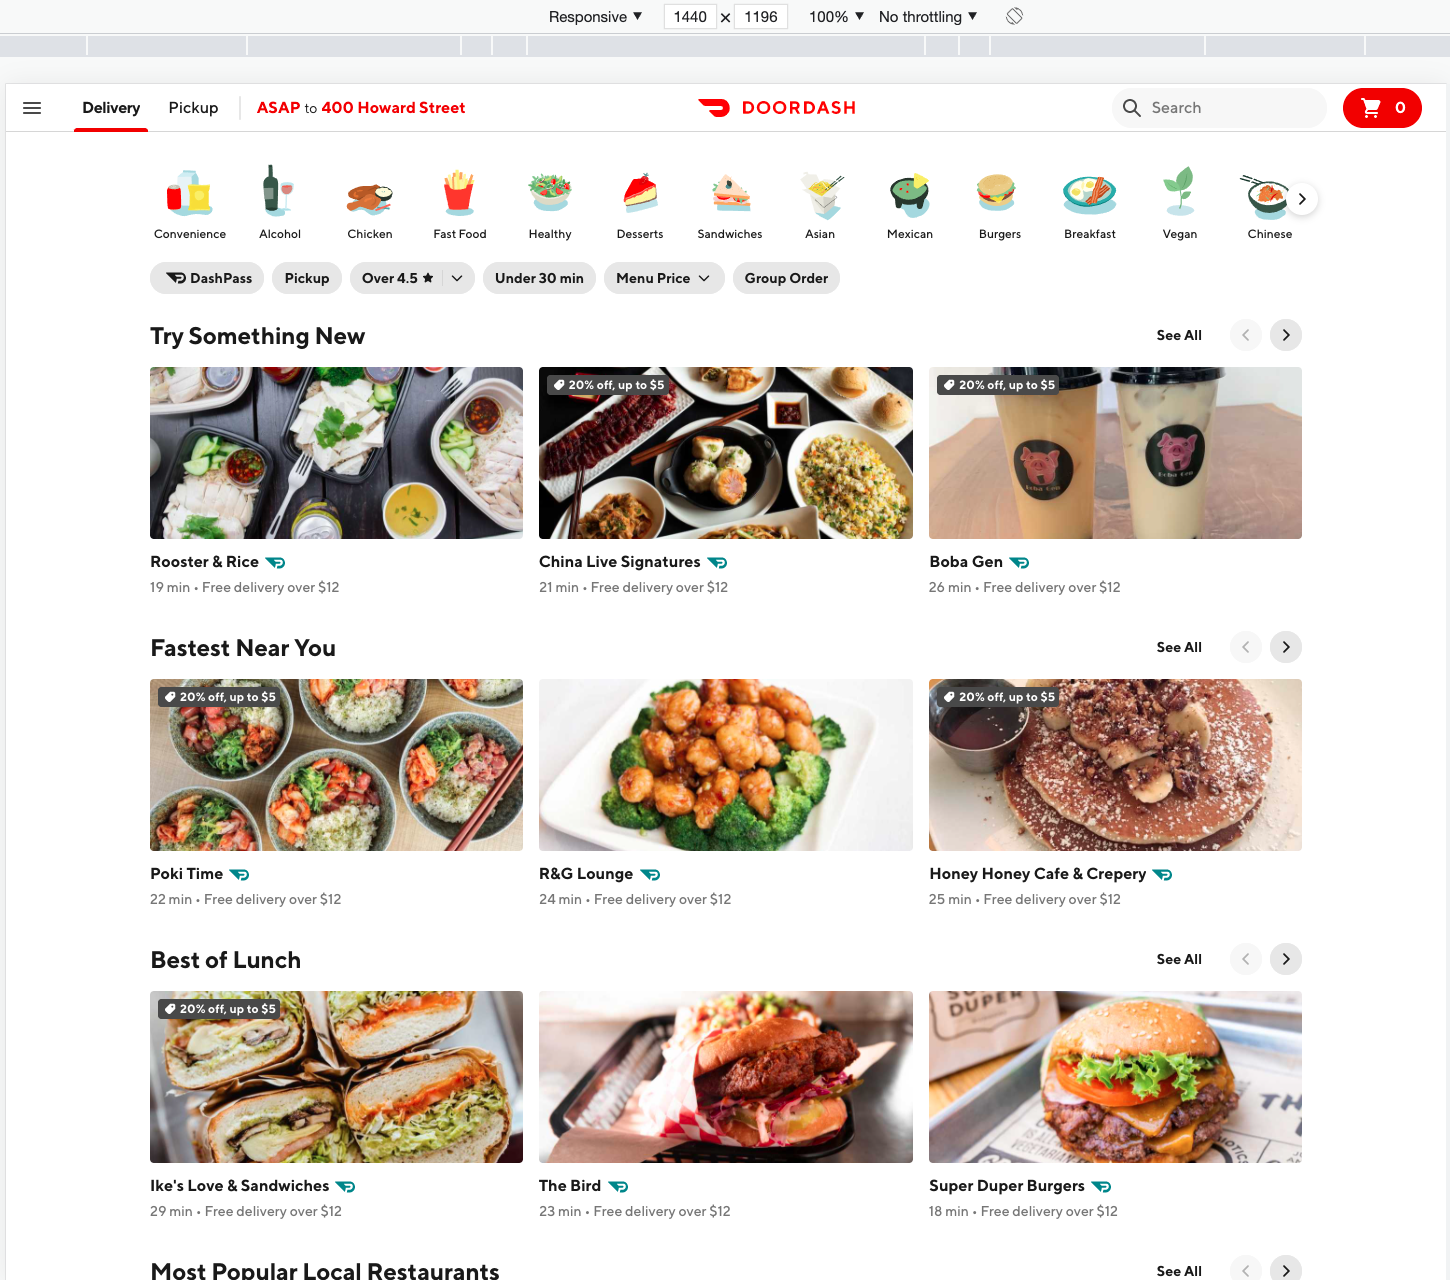 Responsive ▼ 1440 × 1196 100% ▼ No throttling ▼
Delivery Pickup ASAP to 400 Howard Street DOORDASH Search 0
Convenience Alcohol Chicken Fast Food Healthy Desserts Sandwiches Asian Mexican Burgers Breakfast Vegan Chinese
DashPass Pickup Over 4.5 ★ Under 30 min Menu Price Group Order
Try Something New See All
20% off, up to $5 20% off, up to $5
Boba Gen Boba Gen
Rooster & Rice China Live Signatures Boba Gen
19 min • Free delivery over $12 21 min • Free delivery over $12 26 min • Free delivery over $12
Fastest Near You See All
20% off, up to $5 20% off, up to $5
Poki Time R&G Lounge Honey Honey Cafe & Crepery
22 min • Free delivery over $12 24 min • Free delivery over $12 25 min • Free delivery over $12
Best of Lunch See All
20% off, up to $5
DUPER
Ike's Love & Sandwiches The Bird Super Duper Burgers
29 min • Free delivery over $12 23 min • Free delivery over $12 18 min • Free delivery over $12
Most Popular Local Restaurants See All